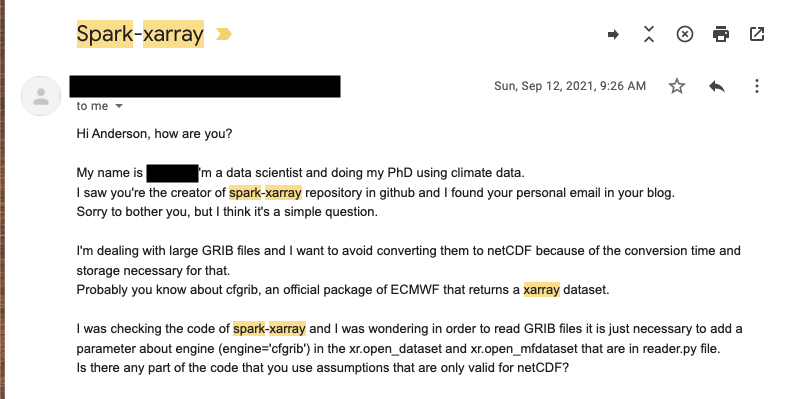 Spark-xarray
Sun, Sep 12, 2021, 9:26 AM
to me
Hi Anderson, how are you?
My name is 'm a data scientist and doing my PhD using climate data.
I saw you're the creator of spark-xarray repository in github and I found your personal email in your blog.
Sorry to bother you, but I think it's a simple question.
I'm dealing with large GRIB files and I want to avoid converting them to netCDF because of the conversion time and
storage necessary for that.
Probably you know about cfgrib, an official package of ECMWF that returns a xarray dataset.
I was checking the code of spark-xarray and I was wondering in order to read GRIB files it is just necessary to add a
parameter about engine (engine='cfgrib') in the xr.open_dataset and xr.open_mfdataset that are in reader.py file.
Is there any part of the code that you use assumptions that are only valid for netCDF?